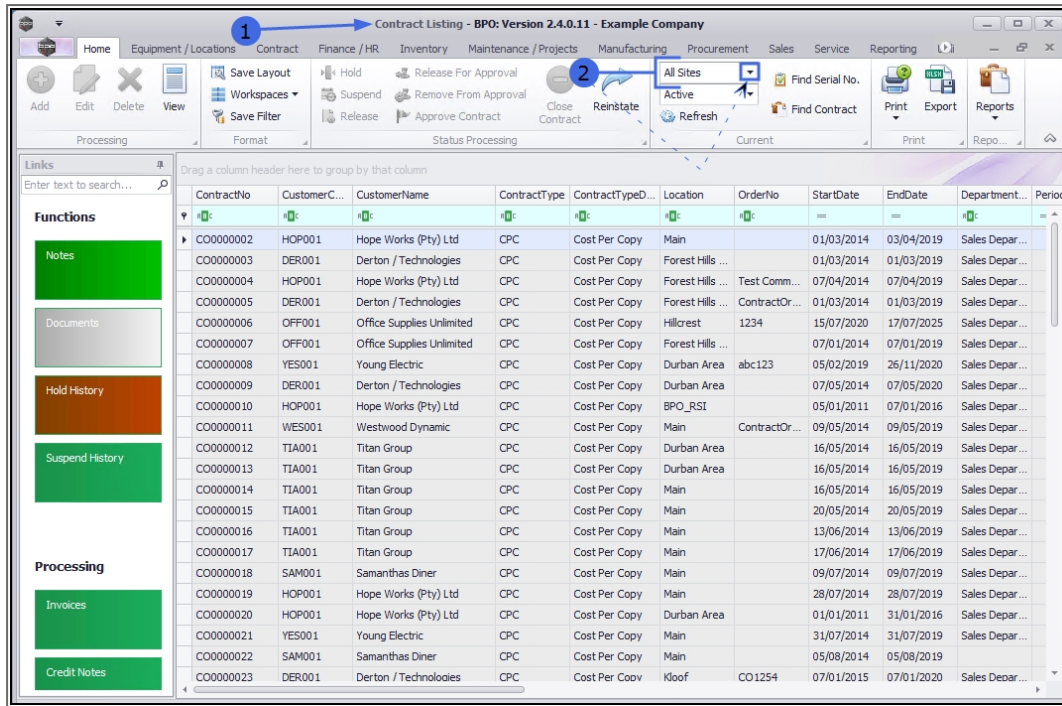 1
Contract Listing - BPO: Version 2.4.0.11 - Example Company
Home Equipment / Locations Contract Finance / HR Inventory Maintenance / Projects Manufacturing Procurement Sales Service Reporting
Add
Edit
Delete
View
Processing
Save Layout
Workspaces
Save Filter
Format
Hold
Suspend
Release
Release For Approval
Remove From Approval
Approve Contract
Close Contract
Reinstate
Status Processing
2
All Sites
Active
Refresh
Find Serial No.
Find Contract
Current
Print
Export
Print
Reports
Repo...
Links
Enter text to search...
Functions
Notes
Documents
Hold History
Suspend History
Processing
Invoices
Credit Notes
Drag a column header here to group by that column
ContractNo CustomerC... CustomerName ContractType ContractTypeD... Location OrderNo StartDate EndDate Department... Period
CO0000002 HOP001 Hope Works (Pty) Ltd CPC Cost Per Copy Main 01/03/2014 03/04/2019 Sales Depar...
CO0000003 DER001 Derton / Technologies CPC Cost Per Copy Forest Hills ... 01/03/2014 01/03/2019 Sales Depar...
CO0000004 HOP001 Hope Works (Pty) Ltd CPC Cost Per Copy Forest Hills ... Test Comm... 07/04/2014 07/04/2019 Sales Depar...
CO0000005 DER001 Derton / Technologies CPC Cost Per Copy Forest Hills ... ContractOr... 01/03/2014 01/03/2019 Sales Depar...
CO0000006 OFF001 Office Supplies Unlimited CPC Cost Per Copy Hillcrest 1234 15/07/2020 17/07/2025 Sales Depar...
CO0000007 OFF001 Office Supplies Unlimited CPC Cost Per Copy Forest Hills ... 07/01/2014 07/01/2019 Sales Depar...
CO0000008 YES001 Young Electric CPC Cost Per Copy Durban Area abc123 05/02/2019 26/11/2020 Sales Depar...
CO0000009 DER001 Derton / Technologies CPC Cost Per Copy Durban Area 07/05/2014 07/05/2020 Sales Depar...
CO0000010 HOP001 Hope Works (Pty) Ltd CPC Cost Per Copy BPO_RSI 05/01/2011 07/01/2016 Sales Depar...
CO0000011 WES001 Westwood Dynamic CPC Cost Per Copy Main ContractOr... 09/05/2014 09/05/2019 Sales Depar...
CO0000012 TIA001 Titan Group CPC Cost Per Copy Durban Area 16/05/2014 16/05/2019 Sales Depar...
CO0000013 TIA001 Titan Group CPC Cost Per Copy Durban Area 16/05/2014 16/05/2019 Sales Depar...
CO0000014 TIA001 Titan Group CPC Cost Per Copy Main 16/05/2014 16/05/2019 Sales Depar...
CO0000015 TIA001 Titan Group CPC Cost Per Copy Main 20/05/2014 20/05/2019 Sales Depar...
CO0000016 TIA001 Titan Group CPC Cost Per Copy Main 13/06/2014 13/06/2019 Sales Depar...
CO0000017 TIA001 Titan Group CPC Cost Per Copy Main 17/06/2014 17/06/2019 Sales Depar...
CO0000018 SAM001 Samanthas Diner CPC Cost Per Copy Main 09/07/2014 09/07/2019 Sales Depar...
CO0000019 HOP001 Hope Works (Pty) Ltd CPC Cost Per Copy Main 28/07/2014 28/07/2019 Sales Depar...
CO0000020 HOP001 Hope Works (Pty) Ltd CPC Cost Per Copy Durban Area 01/01/2011 31/01/2016 Sales Depar...
CO0000021 YES001 Young Electric CPC Cost Per Copy Main 31/07/2014 31/07/2019 Sales Depar...
CO0000022 SAM001 Samanthas Diner CPC Cost Per Copy Main 05/08/2014 05/08/2019
CO0000023 DER001 Derton / Technologies CPC Cost Per Copy Kloof CO1254 07/01/2015 07/01/2020 Sales Depar...